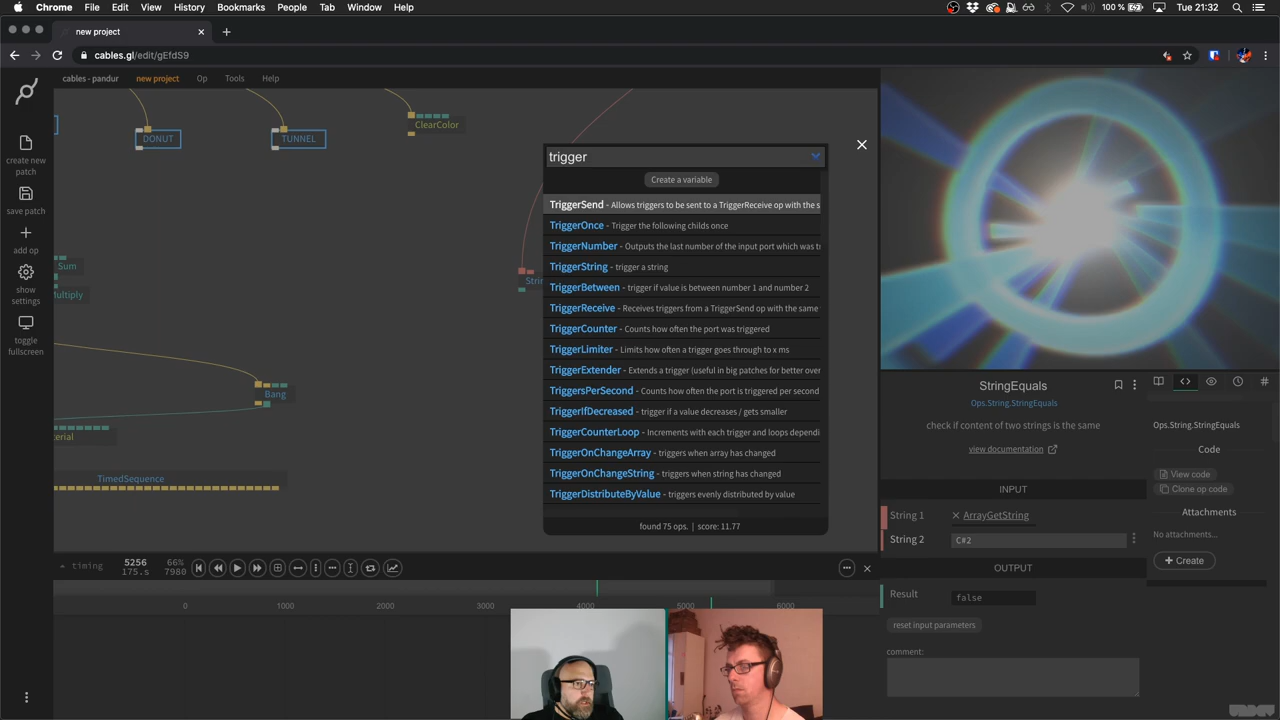 Chrome File Edit View History Bookmarks People Tab Window Help 100 % Tue 21:32
new project
cables.gl/edit/gEfdS9
cables - pandur new project Op Tools Help
create new
patch
save patch
add op
show
settings
toggle
fullscreen
DONUT
TUNNEL
ClearColor
Sum
Multiply
Bang
TimedSequence
trigger
Create a variable
TriggerSend - Allows triggers to be sent to a TriggerReceive op with the s
TriggerOnce - Trigger the following childs once
TriggerNumber - Outputs the last number of the input port which was tr
TriggerString - trigger a string
TriggerBetween - trigger if value is between number 1 and number 2
TriggerReceive - Receives triggers from a TriggerSend op with the same
TriggerCounter - Counts how often the port was triggered
TriggerLimiter - Limits how often a trigger goes through to x ms
TriggerExtender - Extends a trigger (useful in big patches for better over
TriggersPerSecond - Counts how often the port is triggered per second
TriggerIfDecreased - trigger if a value decreases / gets smaller
TriggerCounterLoop - Increments with each trigger and loops dependi
TriggerOnChangeArray - triggers when array has changed
TriggerOnChangeString - triggers when string has changed
TriggerDistributeByValue - triggers evenly distributed by value
found 75 ops. | score: 11.77
Strin
terial
timing
5256
175.s
66%
7980
0 1000 2000 3000 4000 5000 6000
StringEquals
Ops.String.StringEquals
check if content of two strings is the same
view documentation
INPUT
String 1 ArrayGetString
String 2 C#2
OUTPUT
Result false
reset input parameters
comment:
Ops.String.StringEquals
Code
View code
Clone op code
Attachments
No attachments...
+ Create